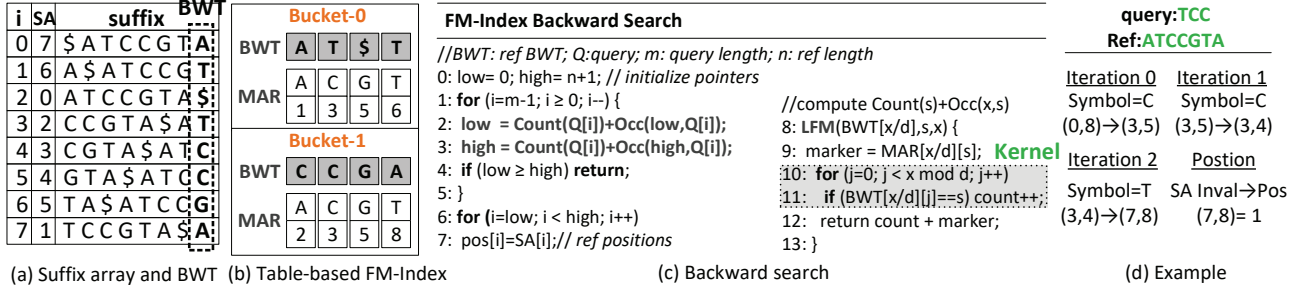 i SA suffix BWT
0 7 $ A T C C G T A
1 6 A $ A T C C G T
2 0 A T C C G T A $
3 2 C C G T A $ A T
4 3 C G T A $ A T C
5 4 G T A $ A T C C
6 5 T A $ A T C C G
7 1 T C C G T A $ A
(a) Suffix array and BWT
Bucket-0
BWT A T $ T
A C G T
MAR
1 3 5 6
Bucket-1
BWT C C G A
A C G T
MAR
2 3 5 8
(b) Table-based FM-Index
FM-Index Backward Search
//BWT: ref BWT; Q:query; m: query length; n: ref length
0: low= 0; high= n+1; // initialize pointers
1: for (i=m-1; i ≥ 0; i--) {
2: low = Count(Q[i])+Occ(low,Q[i]);
3: high = Count(Q[i])+Occ(high,Q[i]);
4: if (low ≥ high) return;
5: }
6: for (i=low; i < high; i++)
7: pos[i]=SA[i];// ref positions
//compute Count(s)+Occ(x,s)
8: LFM(BWT[x/d],s,x) {
9: marker = MAR[x/d][s]; Kernel
10: for (j=0; j < x mod d; j++)
11: if (BWT[x/d][j]==s) count++;
12: return count + marker;
13: }
(c) Backward search
query:TCC
Ref:ATCCGTA
Iteration 0 Iteration 1
Symbol=C Symbol=C
(0,8)→(3,5) (3,5)→(3,4)
Iteration 2 Postion
Symbol=T SA Inval→Pos
(3,4)→(7,8) (7,8)= 1
(d) Example